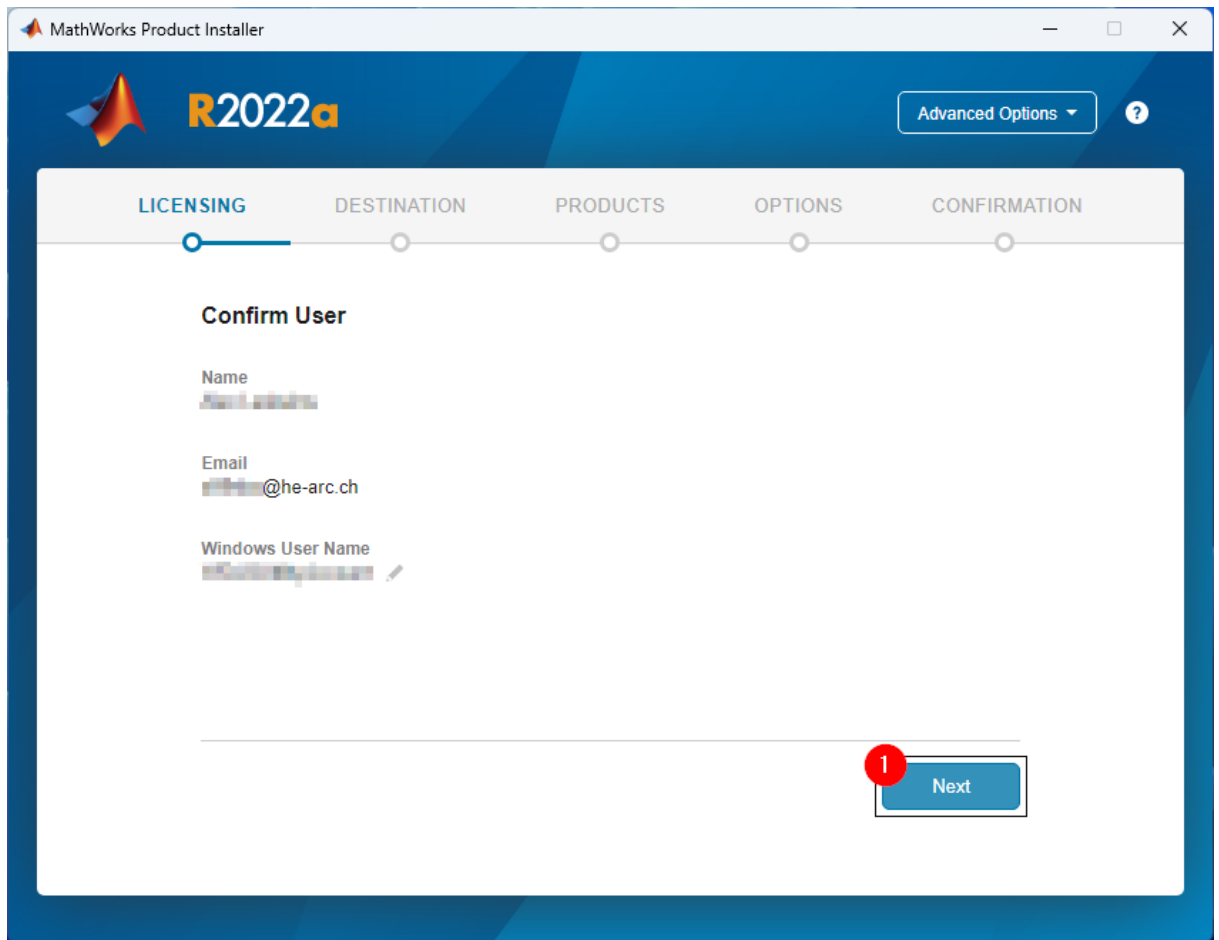 MathWorks Product Installer
R2022a
Advanced Options
?
LICENSING DESTINATION PRODUCTS OPTIONS CONFIRMATION
Confirm User
Name
Email
@he-arc.ch
Windows User Name
1
Next